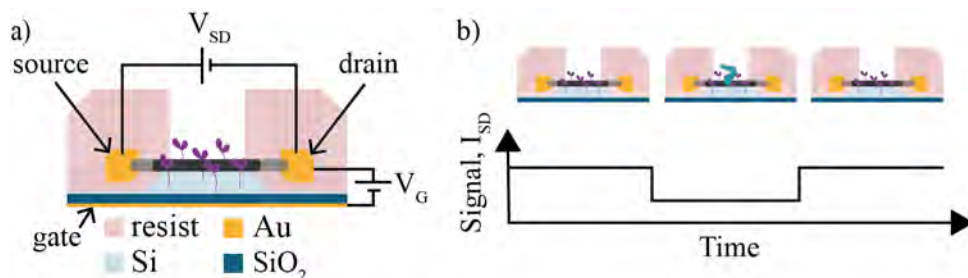 a)
V_SD
source
drain
V_G
gate
resist
Au
Si
SiO₂
b)
Signal, I_SD
Time